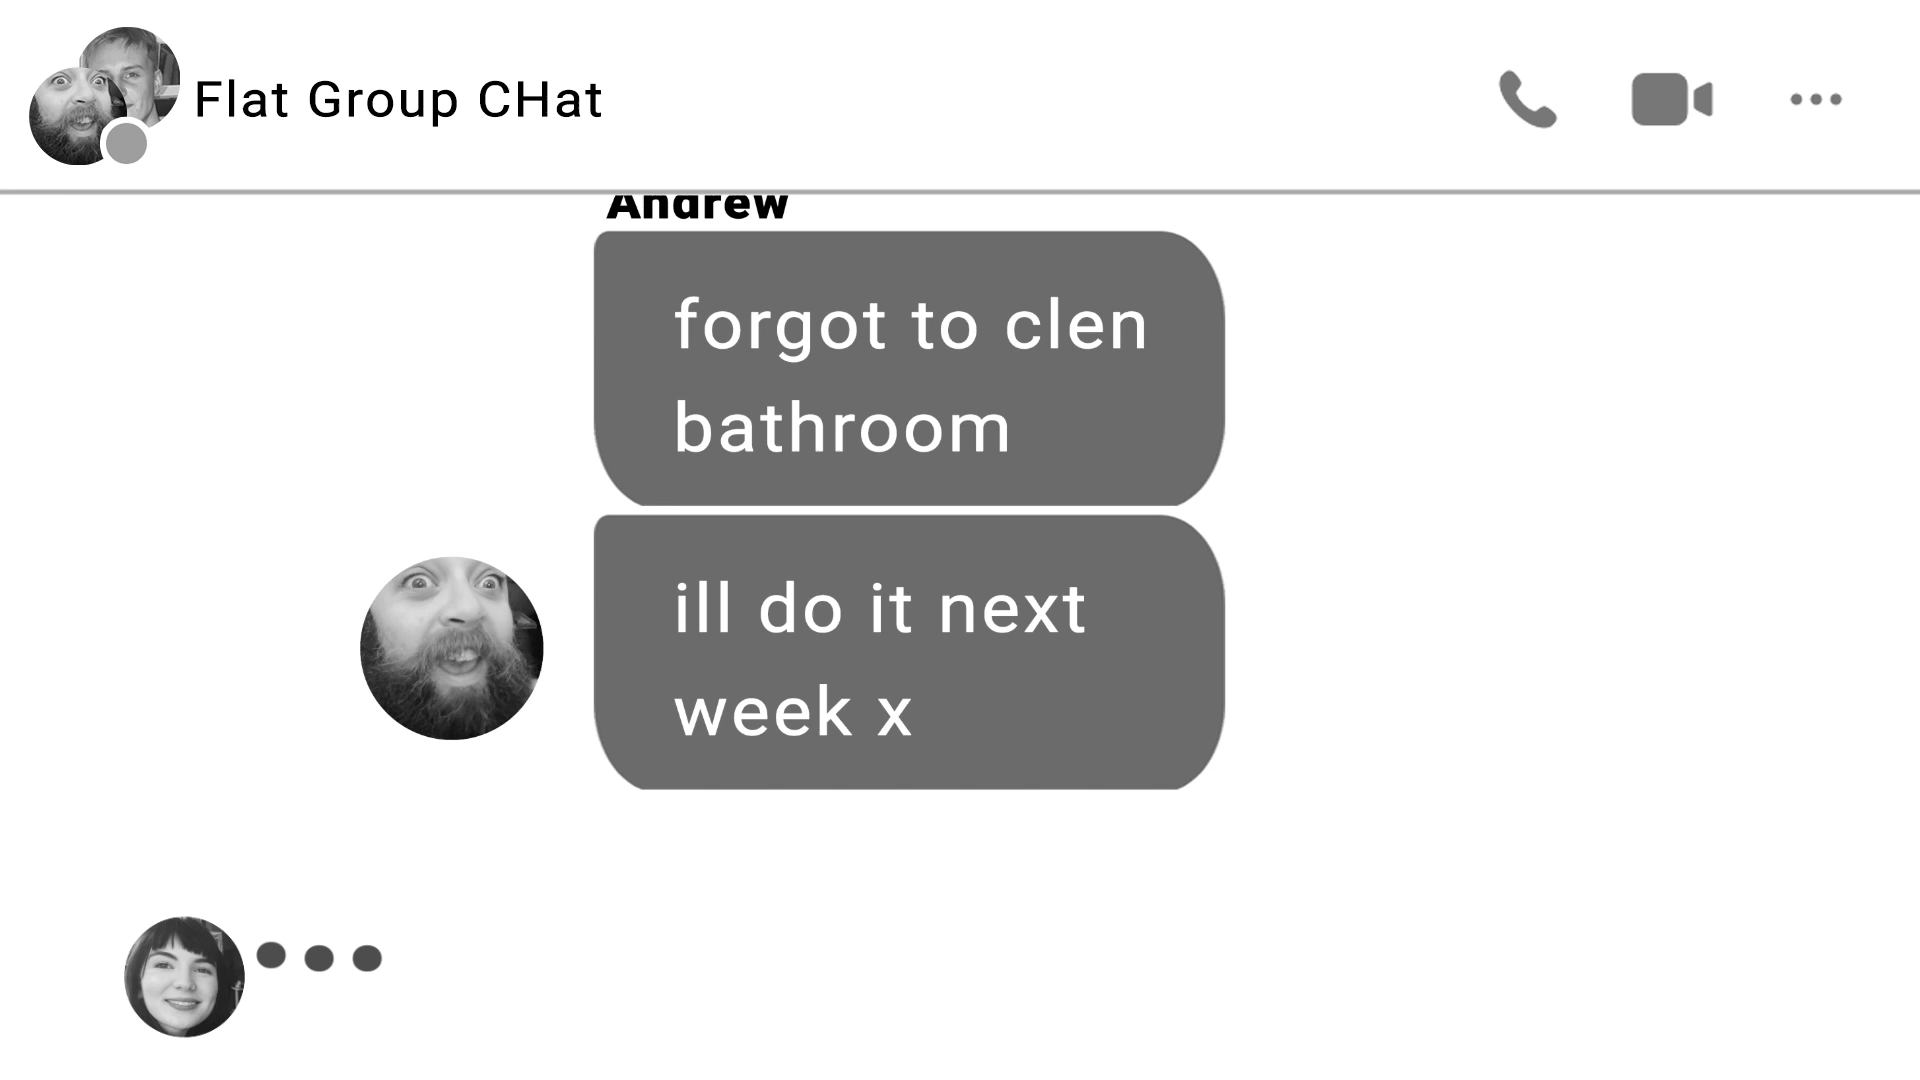 Flat Group CHat
Andrew
forgot to clen
bathroom
ill do it next
week x